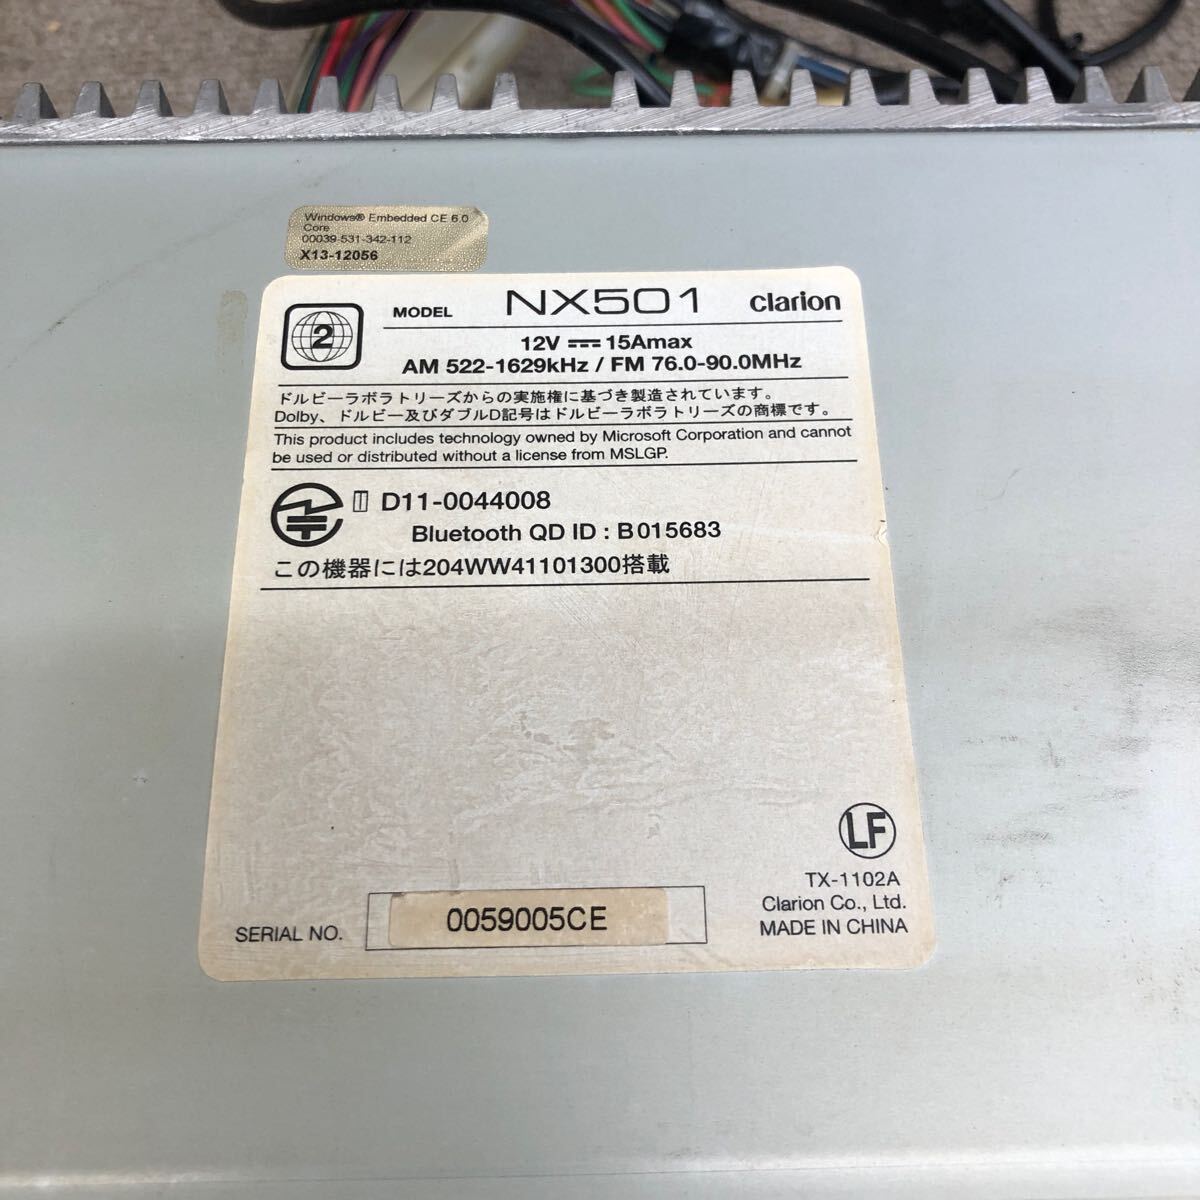 Windows® Embedded CE 6.0
Core
00039-531-342-112
X13-12056
2
MODEL NX501 clarion
12V 15Amax
AM 522-1629kHz / FM 76.0-90.0MHz
ドルビーラボラトリーズからの実施権に基づき製造されています。
Dolby、ドルビー及びダブルD記号はドルビーラボラトリーズの商標です。
This product includes technology owned by Microsoft Corporation and cannot
be used or distributed without a license from MSLGP.
D11-0044008
Bluetooth QD ID : B015683
この機器には204WW41101300搭載
LF
TX-1102A
Clarion Co., Ltd.
MADE IN CHINA
SERIAL NO. 0059005CE